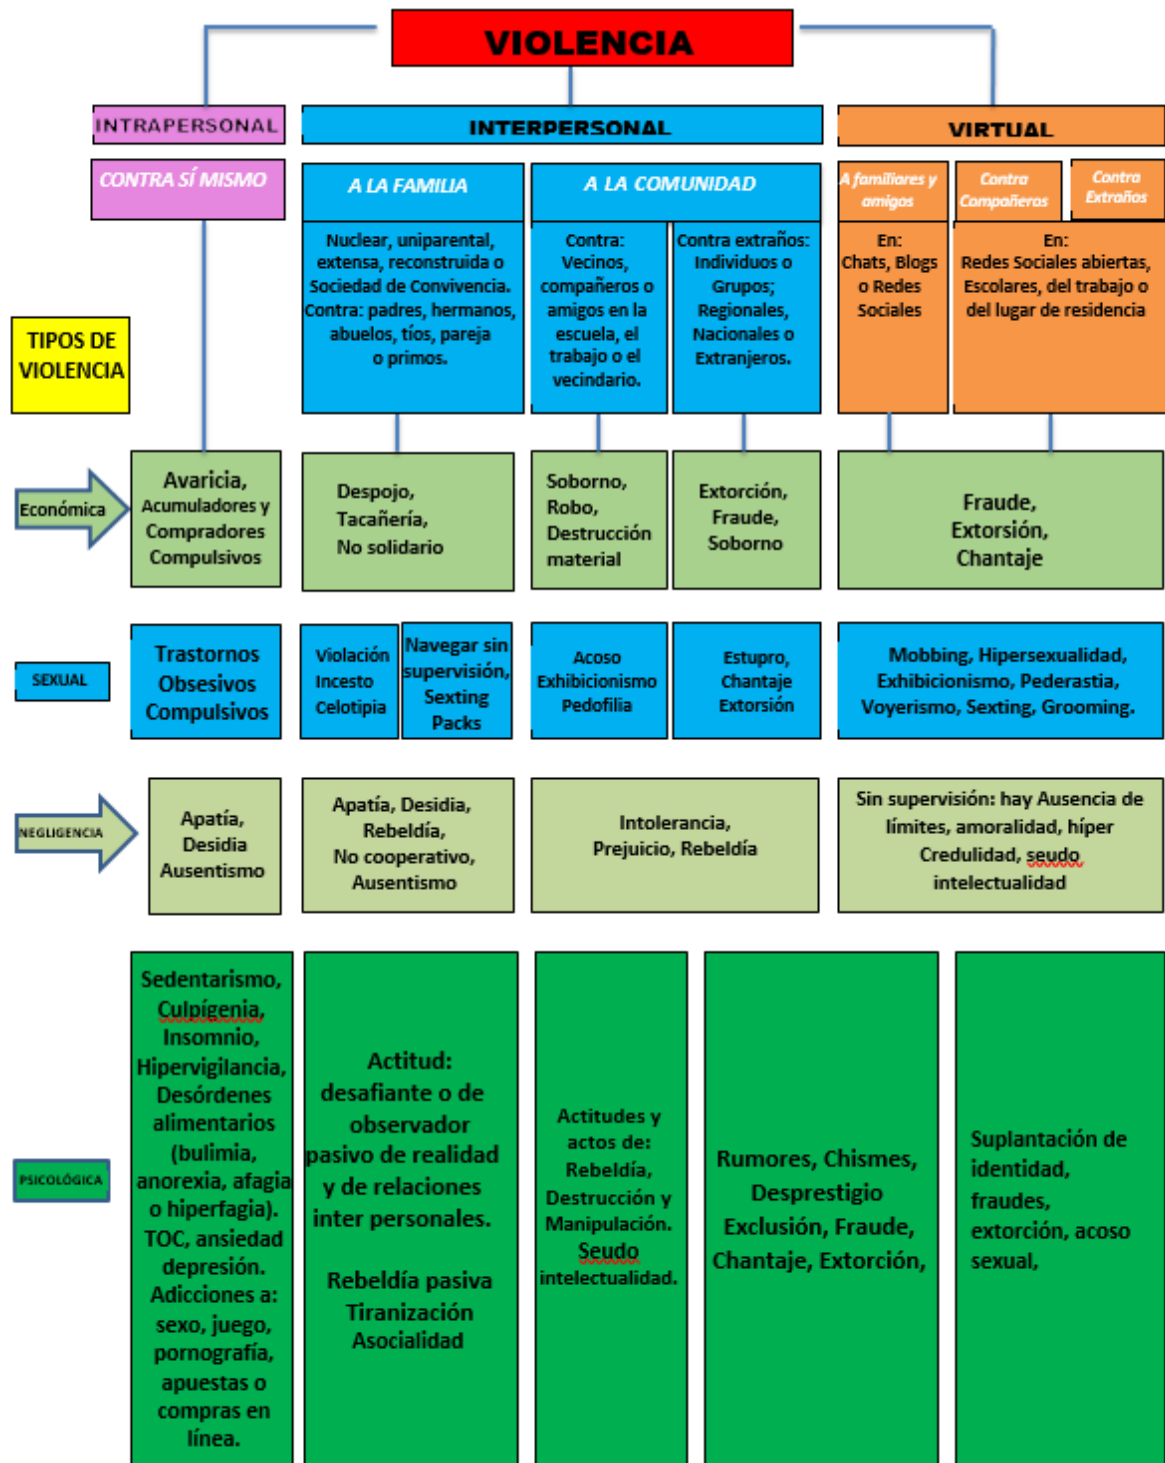 VIOLENCIA
INTRAPERSONAL
INTERPERSONAL
VIRTUAL
CONTRA SÍ MISMO
A LA FAMILIA
A LA COMUNIDAD
A familiares y
amigos
Contra
Compañeros
Contra
Extraños
Nuclear, uniparental,
extensa, reconstruida o
Sociedad de Convivencia.
Contra: padres, hermanos,
abuelos, tíos, pareja
o primos.
Contra:
Vecinos,
compañeros o
amigos en la
escuela, el
trabajo o el
vecindario.
Contra extraños:
Individuos o
Grupos;
Regionales,
Nacionales o
Extranjeros.
En:
Chats, Blogs
o Redes
Sociales
En:
Redes Sociales abiertas,
Escolares, del trabajo o
del lugar de residencia
TIPOS DE
VIOLENCIA
Económica
Avaricia,
Acumuladores y
Compradores
Compulsivos
Despojo,
Tacañería,
No solidario
Soborno,
Robo,
Destrucción
material
Extorción,
Fraude,
Soborno
Fraude,
Extorsión,
Chantaje
SEXUAL
Trastornos
Obsesivos
Compulsivos
Violación
Incesto
Celotipia
Navegar sin
supervisión,
Sexting
Packs
Acoso
Exhibicionismo
Pedofilia
Estupro,
Chantaje
Extorsión
Mobbing, Hipersexualidad,
Exhibicionismo, Pederastia,
Voyerismo, Sexting, Grooming.
NEGLIGENCIA
Apatía,
Desidia
Ausentismo
Apatía, Desidia,
Rebeldía,
No cooperativo,
Ausentismo
Intolerancia,
Prejuicio, Rebeldía
Sin supervisión: hay Ausencia de
límites, amoralidad, híper
Credulidad, seudo
intelectualidad
PSICOLÓGICA
Sedentarismo,
Culpígenia,
Insomnio,
Hipervigilancia,
Desórdenes
alimentarios
(bulimia,
anorexia, afagia
o hiperfagia).
TOC, ansiedad
depresión.
Adicciones a:
sexo, juego,
pornografía,
apuestas o
compras en
línea.
Actitud:
desafiante o de
observador
pasivo de realidad
y de relaciones
inter personales.
Rebeldía pasiva
Tiranización
Asocialidad
Actitudes y
actos de:
Rebeldía,
Destrucción y
Manipulación.
Seudo
intelectualidad.
Rumores, Chismes,
Desprestigio
Exclusión, Fraude,
Chantaje, Extorción,
Suplantación de
identidad,
fraudes,
extorción, acoso
sexual,